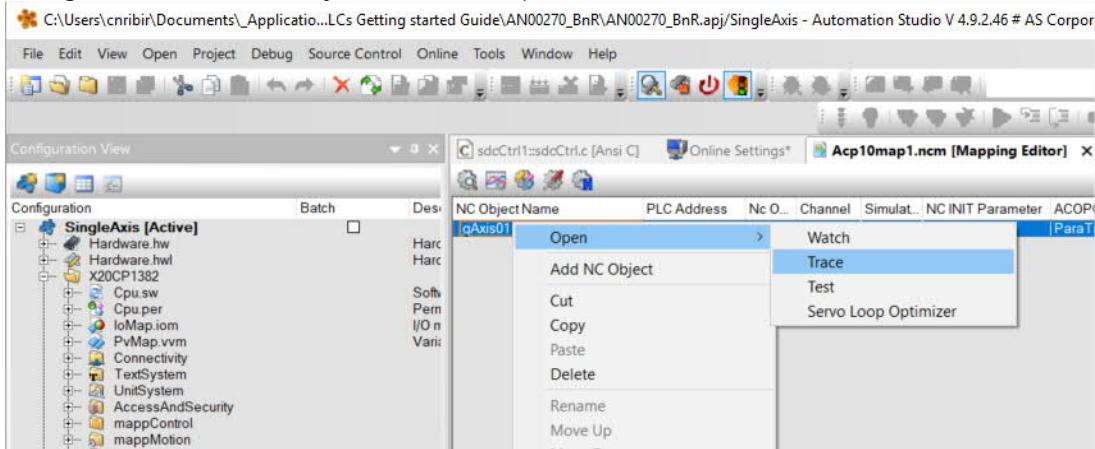 C:\Users\cnribir\Documents\_Applicatio...LCs Getting started Guide\AN00270_BnR\AN00270_BnR.apj/SingleAxis - Automation Studio V 4.9.2.46 # AS Corpor
File Edit View Open Project Debug Source Control Online Tools Window Help
Configuration View
sdcCtrl1::sdcCtrl.c [Ansi C] Online Settings* Acp10map1.ncm [Mapping Editor]
Configuration Batch Des
NC Object Name PLC Address Nc O... Channel Simulat... NC INIT Parameter ACOP
SingleAxis [Active]
gAxis01 ParaT
Hardware.hw Hard
Hardware.hwl Hard
X20CP1382
Cpu.sw Softw
Cpu.per Perm
IoMap.iom I/O m
PvMap.vvm Varia
Connectivity
TextSystem
UnitSystem
AccessAndSecurity
mappControl
mappMotion
Open
Add NC Object
Cut
Copy
Paste
Delete
Rename
Move Up
Watch
Trace
Test
Servo Loop Optimizer